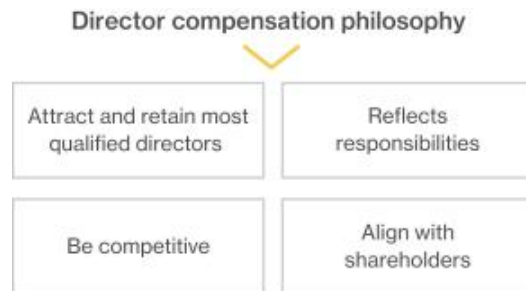 Director compensation philosophy
Attract and retain most
qualified directors
Reflects
responsibilities
Be competitive
Align with
shareholders